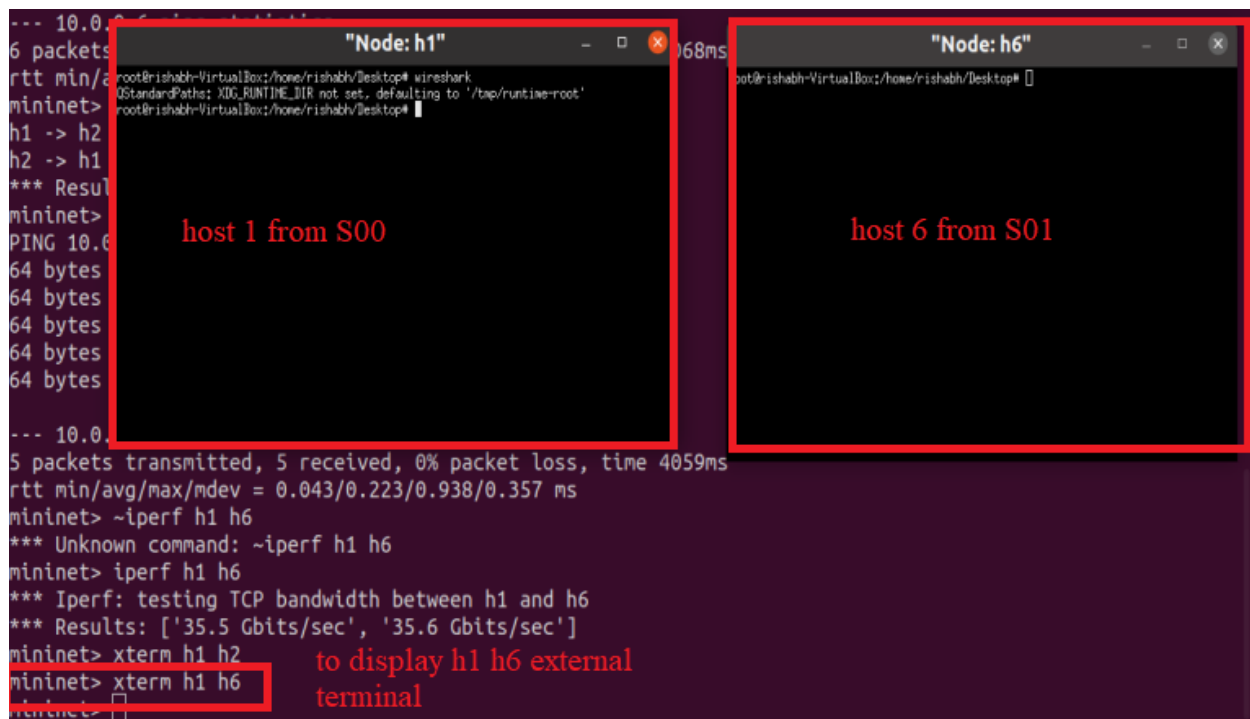 --- 10.0.
6 packets
068ms
rtt min/a
mininet>
h1 -> h2
h2 -> h1
*** Resul
mininet>
PING 10.0
64 bytes
64 bytes
64 bytes
64 bytes
64 bytes
"Node: h1"
root@rishabh-VirtualBox:/home/rishabh/Desktop# wireshark
QStandardPaths: XDG_RUNTIME_DIR not set, defaulting to '/tmp/runtime-root'
root@rishabh-VirtualBox:/home/rishabh/Desktop#
host 1 from S00
"Node: h6"
root@rishabh-VirtualBox:/home/rishabh/Desktop#
host 6 from S01
--- 10.0.
5 packets transmitted, 5 received, 0% packet loss, time 4059ms
rtt min/avg/max/mdev = 0.043/0.223/0.938/0.357 ms
mininet> ~iperf h1 h6
*** Unknown command: ~iperf h1 h6
mininet> iperf h1 h6
*** Iperf: testing TCP bandwidth between h1 and h6
*** Results: ['35.5 Gbits/sec', '35.6 Gbits/sec']
mininet> xterm h1 h2
mininet> xterm h1 h6
mininet>
to display h1 h6 external
terminal